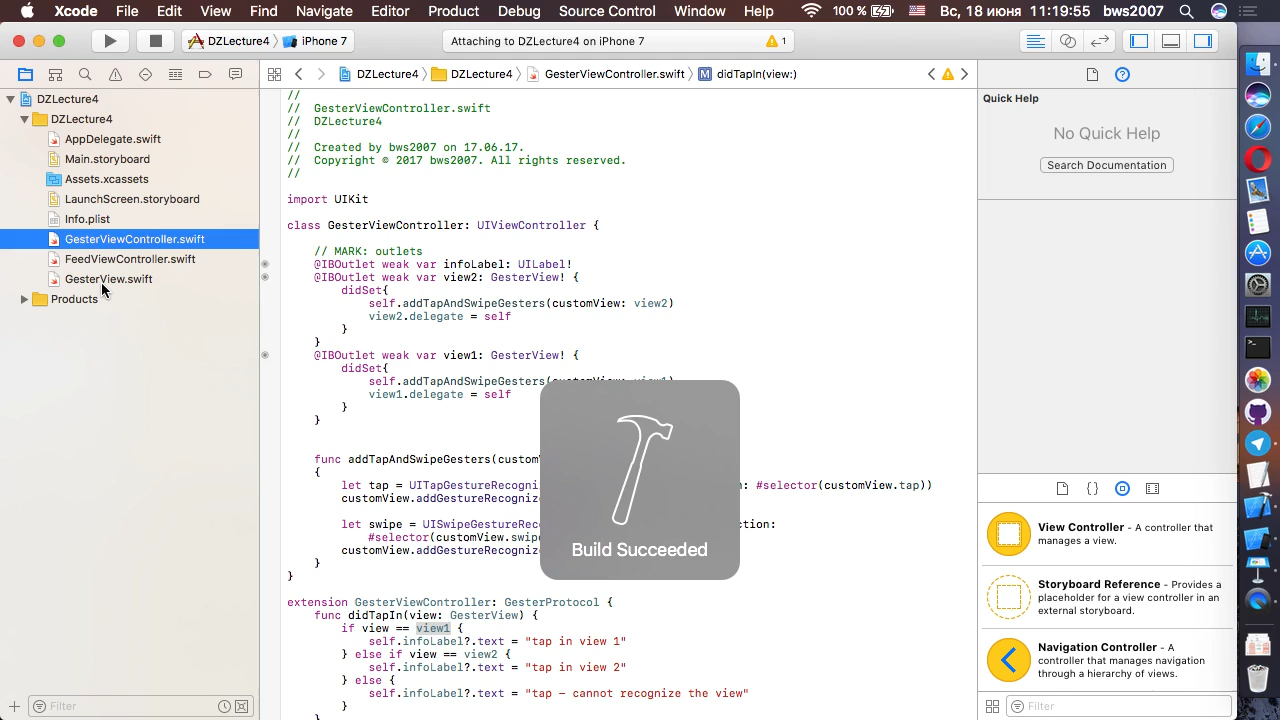 Xcode File Edit View Find Navigate Editor Product Debug Source Control Window Help 100 % Вс, 18 июня 11:19:55 bws2007
DZLecture4 iPhone 7 Attaching to DZLecture4 on iPhone 7 1
DZLecture4 DZLecture4 GesterViewController.swift M didTapIn(view:)
DZLecture4
DZLecture4
AppDelegate.swift
Main.storyboard
Assets.xcassets
LaunchScreen.storyboard
Info.plist
GesterViewController.swift
FeedViewController.swift
GesterView.swift
Products
Filter
//
// GesterViewController.swift
// DZLecture4
//
// Created by bws2007 on 17.06.17.
// Copyright © 2017 bws2007. All rights reserved.
//
import UIKit
class GesterViewController: UIViewController {
// MARK: outlets
@IBOutlet weak var infoLabel: UILabel!
@IBOutlet weak var view2: GesterView! {
didSet{
self.addTapAndSwipeGesters(customView: view2)
view2.delegate = self
}
}
@IBOutlet weak var view1: GesterView! {
didSet{
self.addTapAndSwipeGesters(customView: view1)
view1.delegate = self
}
}
func addTapAndSwipeGesters(custom
{
let tap = UITapGestureRecogni : #selector(customView.tap))
customView.addGestureRecognize
let swipe = UISwipeGestureReco ction:
#selector(customView.swipe
customView.addGestureRecognize
}
}
extension GesterViewController: GesterProtocol {
func didTapIn(view: GesterView) {
if view == view1 {
self.infoLabel?.text = "tap in view 1"
} else if view == view2 {
self.infoLabel?.text = "tap in view 2"
} else {
self.infoLabel?.text = "tap – cannot recognize the view"
}
}
Build Succeeded
Quick Help
No Quick Help
Search Documentation
View Controller - A controller that
manages a view.
Storyboard Reference - Provides a
placeholder for a view controller in an
external storyboard.
Navigation Controller - A
controller that manages navigation
through a hierarchy of views.
Filter